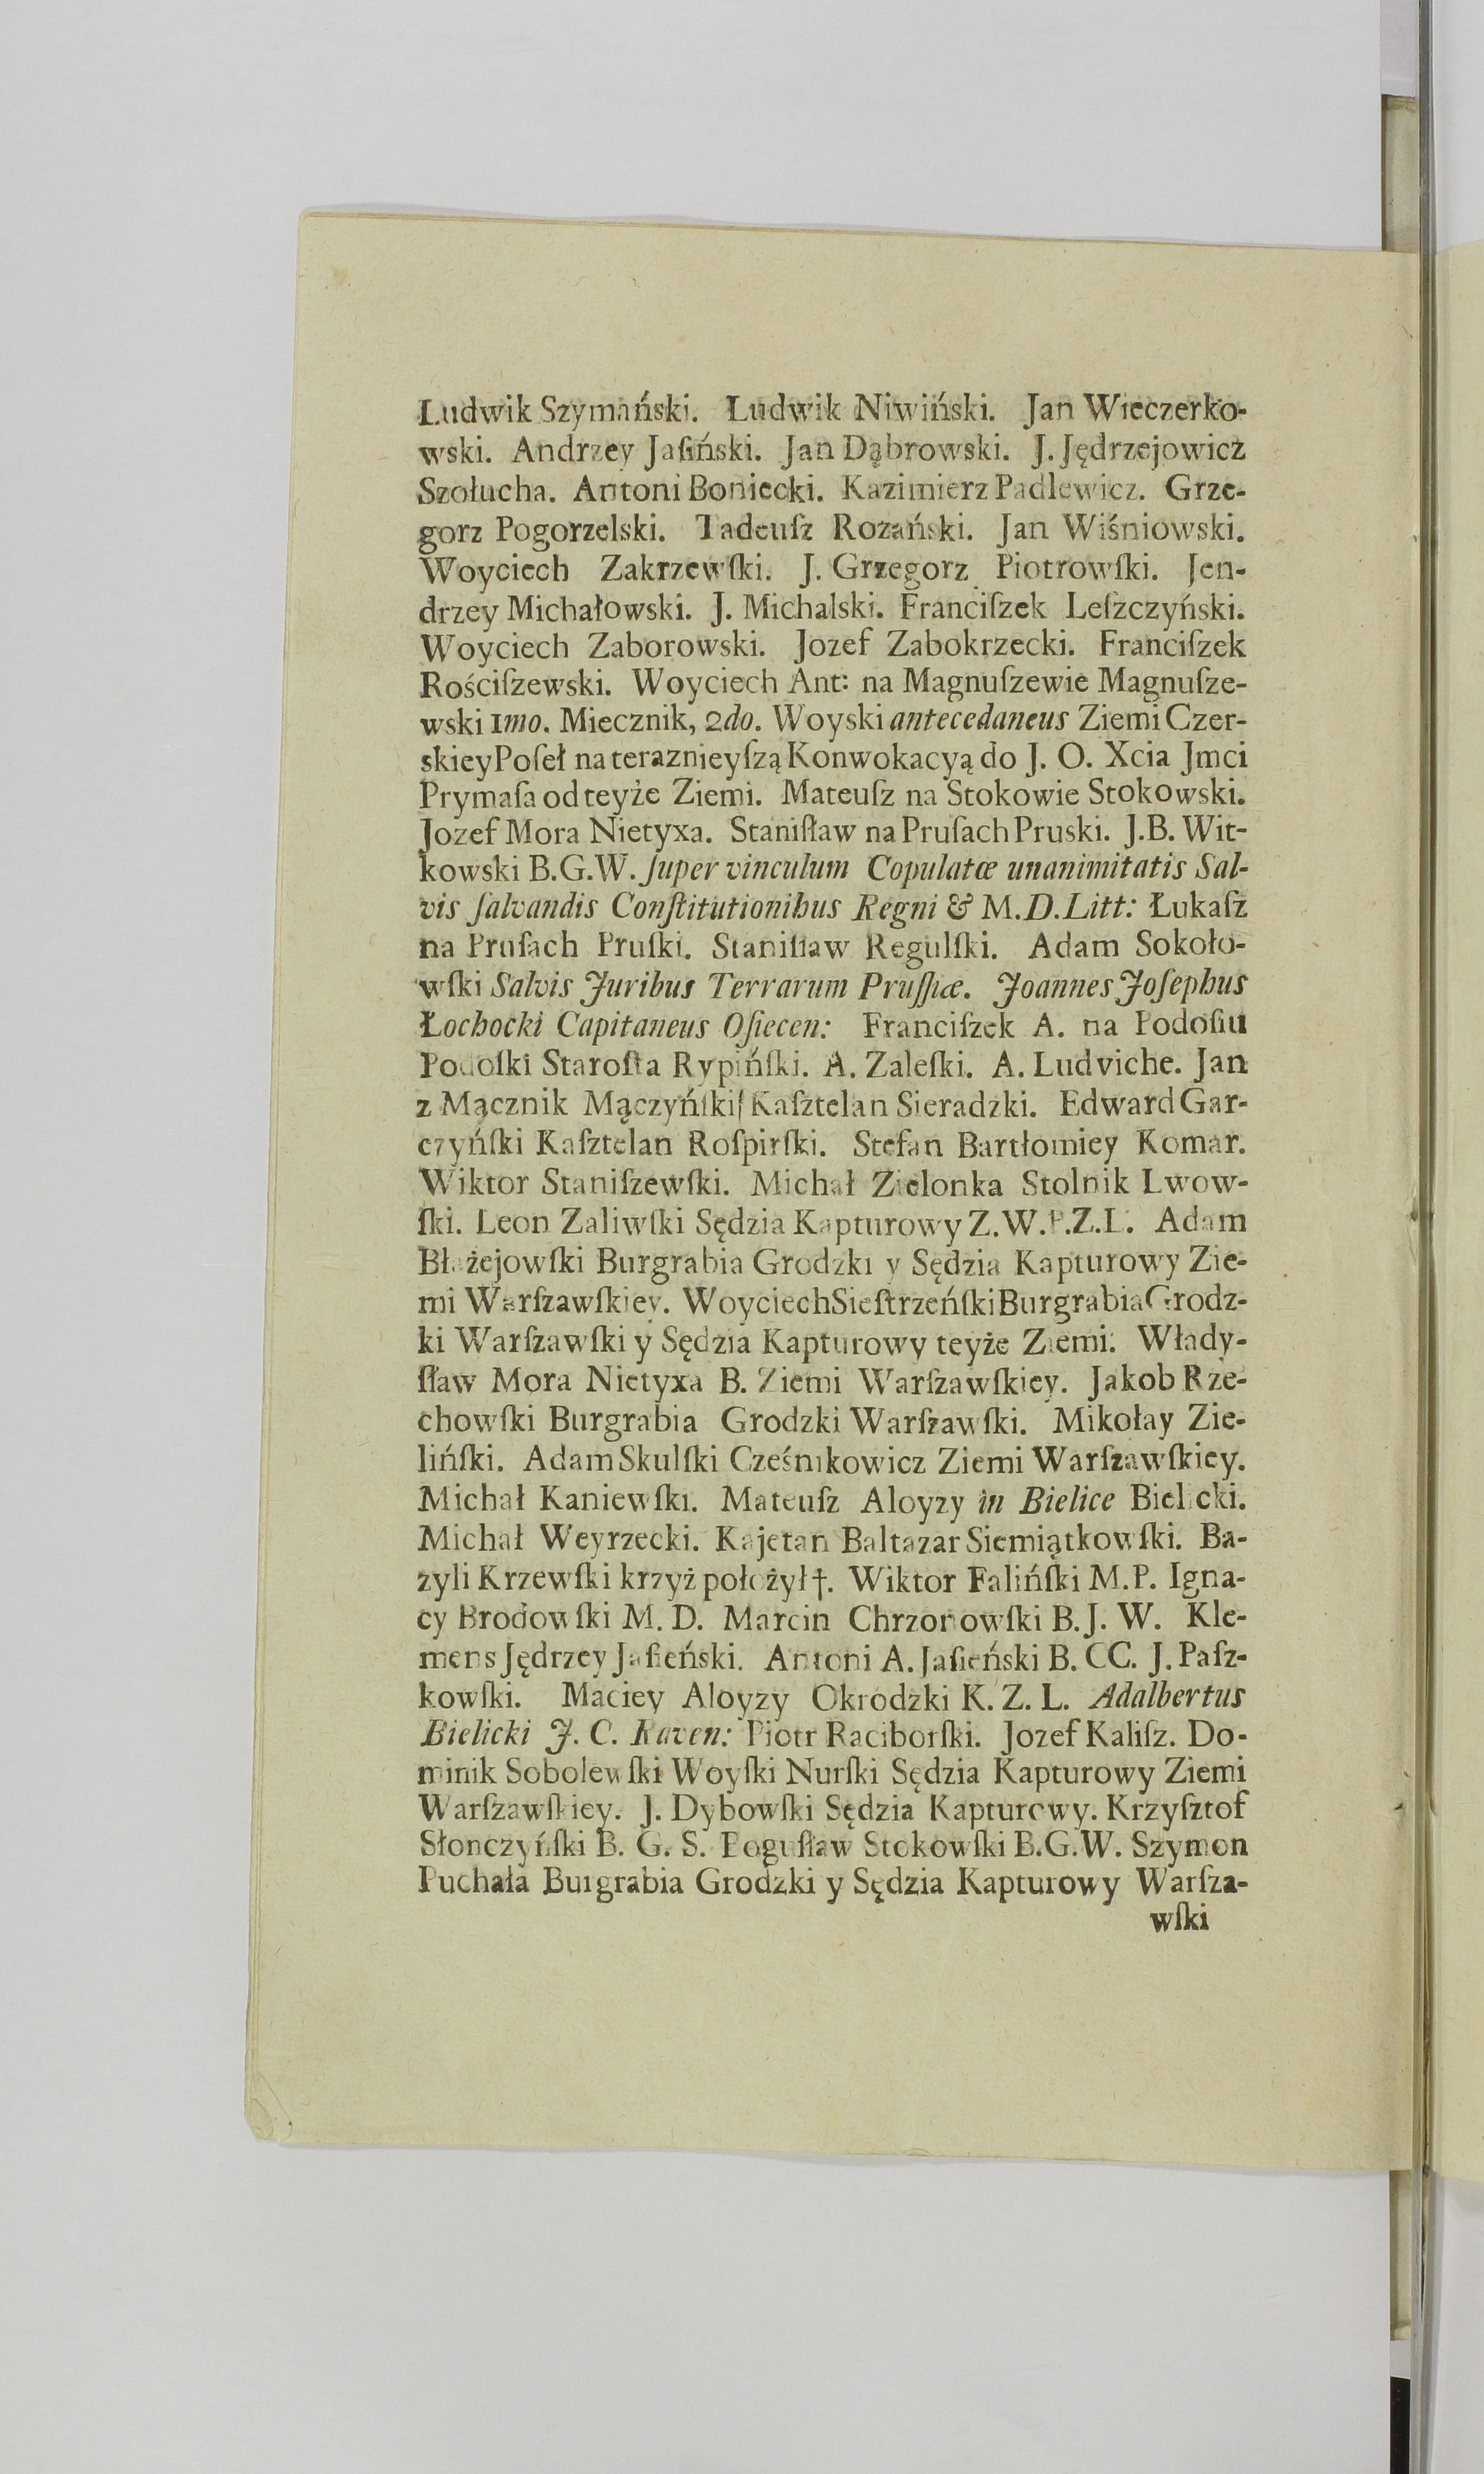 Ludwik Szymański. Ludwik Niwiński. Jan Wieczerko-
wski. Andrzey Jaſiński. Jan Dąbrowski. J. Jędrzejowicz
Szołucha. Antoni Boniecki. Kazimierz Padlewicz. Grze-
gorz Pogorzelski. Tadeuſz Rozański. Jan Wiśniowski.
Woyciech Zakrzewſki. J. Grzegorz Piotrowſki. Jen-
drzey Michałowski. J. Michalski. Franciſzek Leſzczyński.
Woyciech Zaborowski. Jozef Zabokrzecki. Franciſzek
Rościſzewski. Woyciech Ant: na Magnuſzewie Magnuſze-
wski 1mo. Miecznik, 2do. Woyski antecedaneus Ziemi Czer-
skiey Poſeł na teraznieyſzą Konwokacyą do J. O. Xcia Jmci
Prymaſa od teyże Ziemi. Mateuſz na Stokowie Stokowski.
Jozef Mora Nietyxa. Staniſław na Pruſach Pruski. J.B. Wit-
kowski B.G.W. ſuper vinculum Copulatæ unanimitatis Sal-
vis ſalvandis Conſtitutionibus Regni & M.D.Litt: Łukaſz
na Pruſach Pruſki. Staniſław Regulſki. Adam Sokoło-
wſki Salvis Juribus Terrarum Pruſſiæ. Joannes Joſephus
Łochocki Capitaneus Oſiecen: Franciſzek A. na Podoſiu
Podoſki Staroſta Rypińſki. A. Zaleſki. A. Ludviche. Jan
z Mącznik Mączyńſki Kaſztelan Sieradzki. Edward Gar-
czyńſki Kaſztelan Roſpirſki. Stefan Bartłomiey Komar.
Wiktor Staniſzewſki. Michał Zielonka Stolnik Lwow-
ſki. Leon Zaliwſki Sędzia Kapturowy Z.W.P.Z.L. Adam
Błażejowſki Burgrabia Grodzki y Sędzia Kapturowy Zie-
mi Warſzawſkiey. Woyciech Sieſtrzeńſki Burgrabia Grodz-
ki Warſzawſki y Sędzia Kapturowy teyże Ziemi. Włady-
ſław Mora Nietyxa B. Ziemi Warſzawſkiey. Jakob Rze-
chowſki Burgrabia Grodzki Warſzawſki. Mikołay Zie-
lińſki. Adam Skulſki Cześnikowicz Ziemi Warſzawſkiey.
Michał Kaniewſki. Mateuſz Aloyzy in Bielice Bielicki.
Michał Weyrzecki. Kajetan Baltazar Siemiątkowſki. Ba-
zyli Krzewſki krzyż położył †. Wiktor Falińſki M.P. Igna-
cy Brodowſki M. D. Marcin Chrzonowſki B. J. W. Kle-
mens Jędrzey Jaſieński. Antoni A. Jaſieński B. CC. J. Paſz-
kowſki. Maciey Aloyzy Okrodzki K. Z. L. Adalbertus
Bielicki J. C. Raven: Piotr Raciborſki. Jozef Kaliſz. Do-
minik Sobolewſki Woyſki Nurſki Sędzia Kapturowy Ziemi
Warſzawſkiey. J. Dybowſki Sędzia Kapturowy. Krzyſztof
Słonczyńſki B. G. S. Boguſław Stokowſki B.G.W. Szymon
Puchała Burgrabia Grodzki y Sędzia Kapturowy Warſza-
wſki